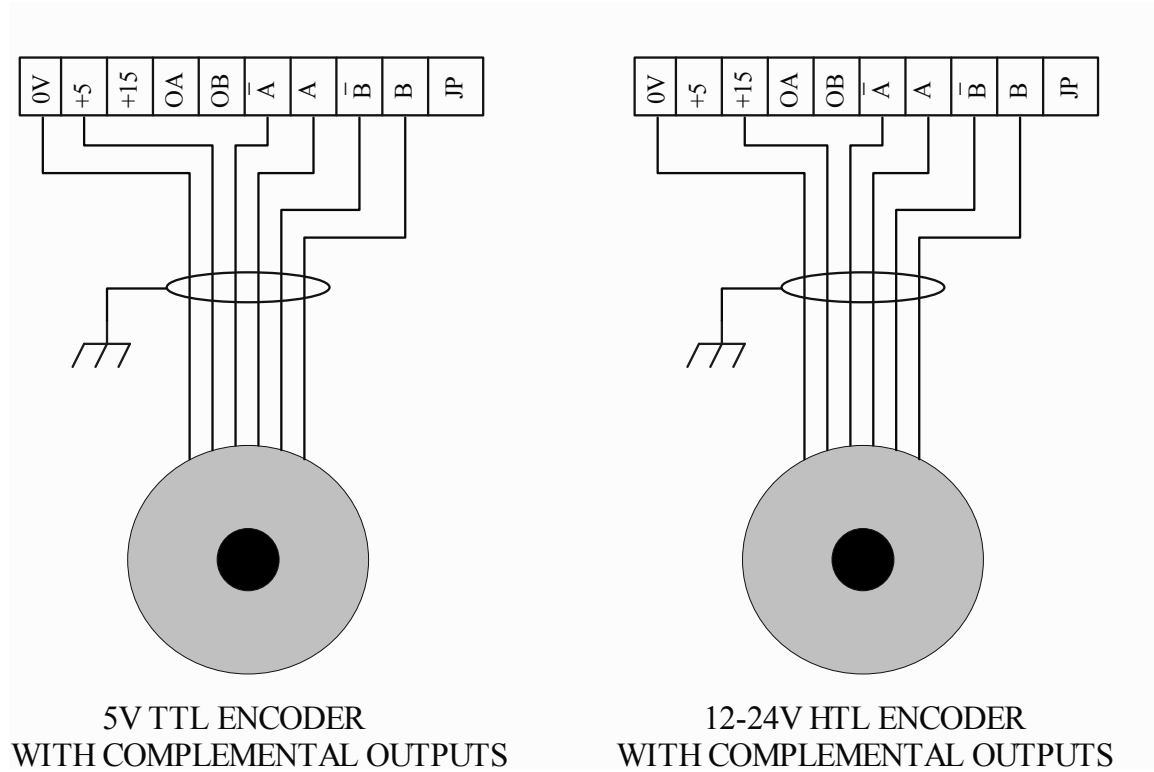 0V +5 +15 OA OB A̅ A B̅ B JP
0V +5 +15 OA OB A̅ A B̅ B JP
5V TTL ENCODER
WITH COMPLEMENTAL OUTPUTS
12-24V HTL ENCODER
WITH COMPLEMENTAL OUTPUTS